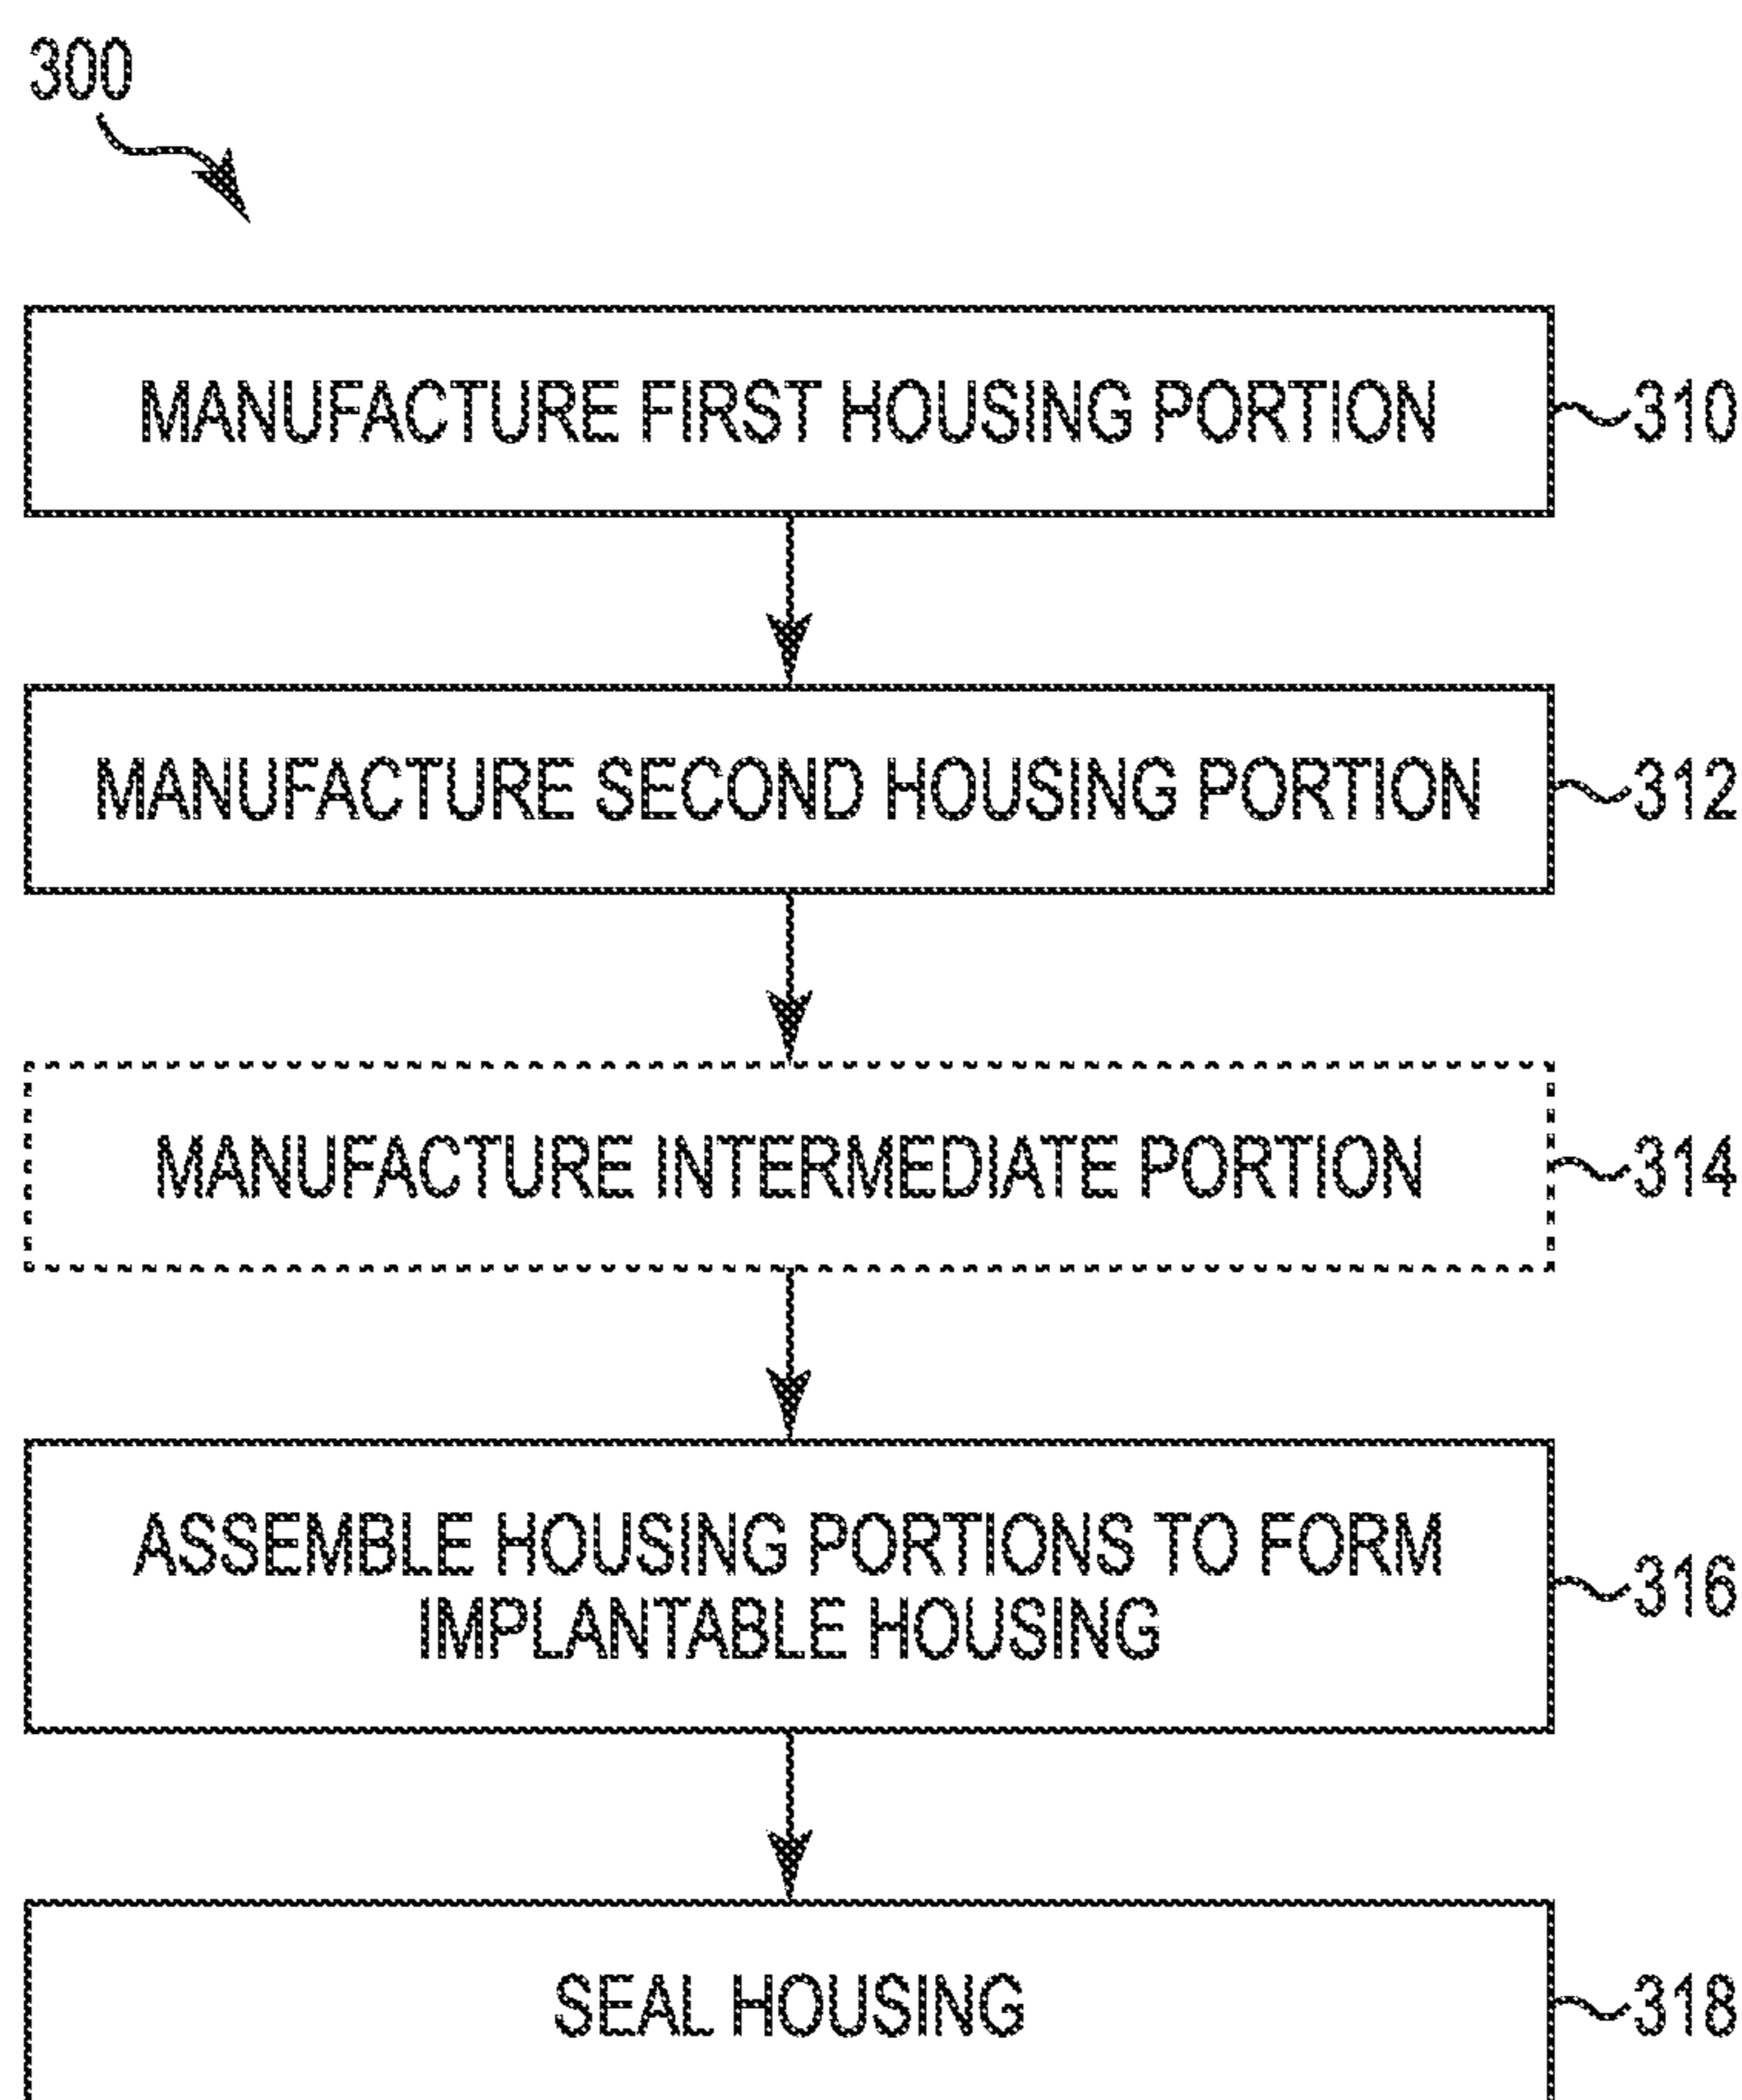 300
MANUFACTURE FIRST HOUSING PORTION
310
MANUFACTURE SECOND HOUSING PORTION
312
MANUFACTURE INTERMEDIATE PORTION
314
ASSEMBLE HOUSING PORTIONS TO FORM
IMPLANTABLE HOUSING
316
SEAL HOUSING
318